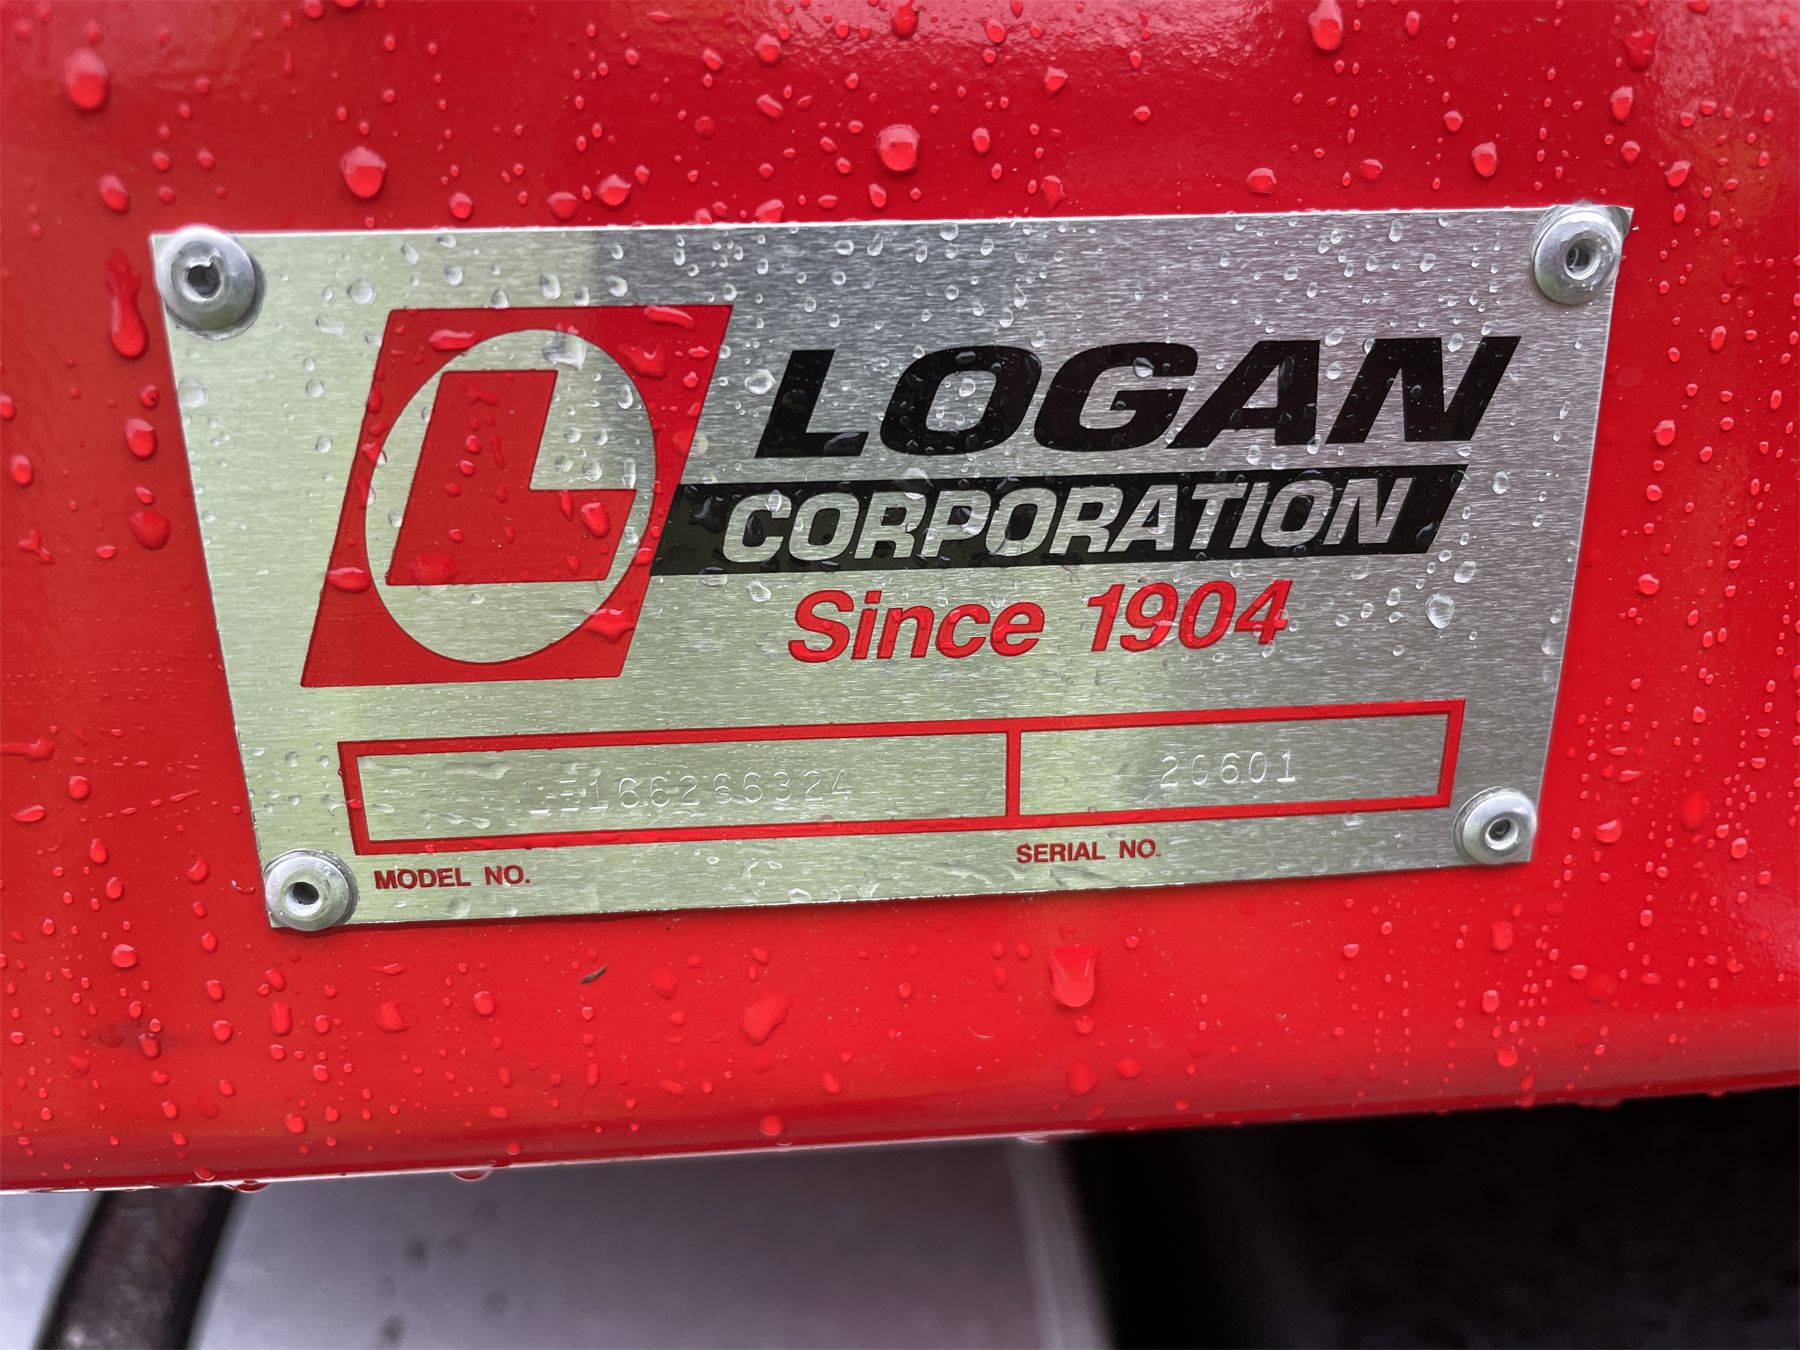 L
LOGAN
CORPORATION
Since 1904
20601
MODEL NO.
SERIAL NO.